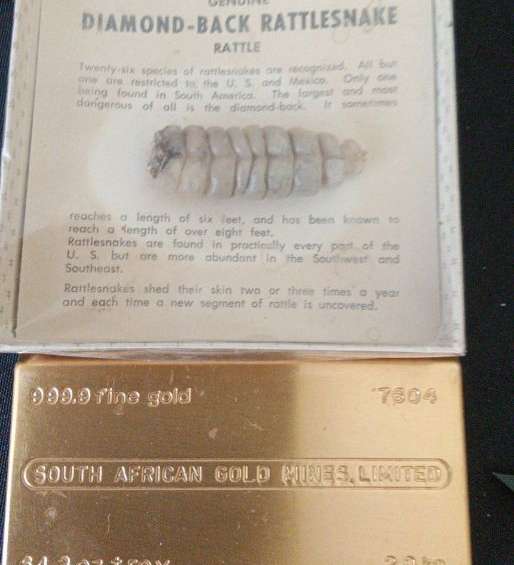 GENUINE
DIAMOND-BACK RATTLESNAKE
RATTLE
Twenty-six species of rattlesnakes are recognized. All but
one are restricted to the U. S. and Mexico. Only one
being found in South America. The largest and most
dangerous of all is the diamond-back. It sometimes
reaches a length of six feet, and has been known to
reach a length of over eight feet.
Rattlesnakes are found in practically every part of the
U. S. but are more abundant in the Southwest and
Southeast.
Rattlesnakes shed their skin two or three times a year
and each time a new segment of rattle is uncovered.
999.9 fine gold 7604
SOUTH AFRICAN GOLD MINES, LIMITED